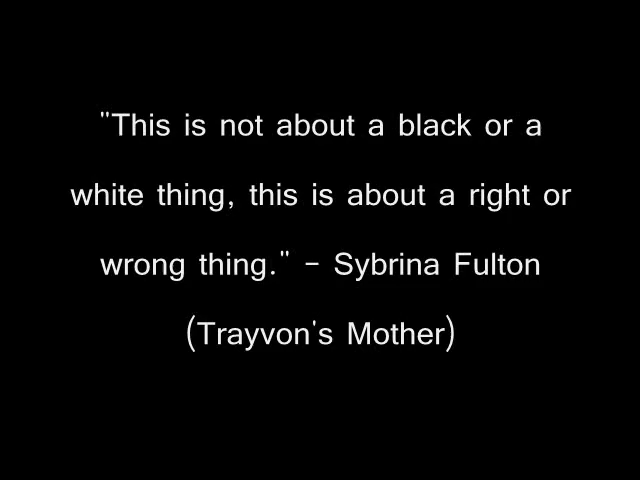 "This is not about a black or a
white thing, this is about a right or
wrong thing." - Sybrina Fulton
(Trayvon's Mother)